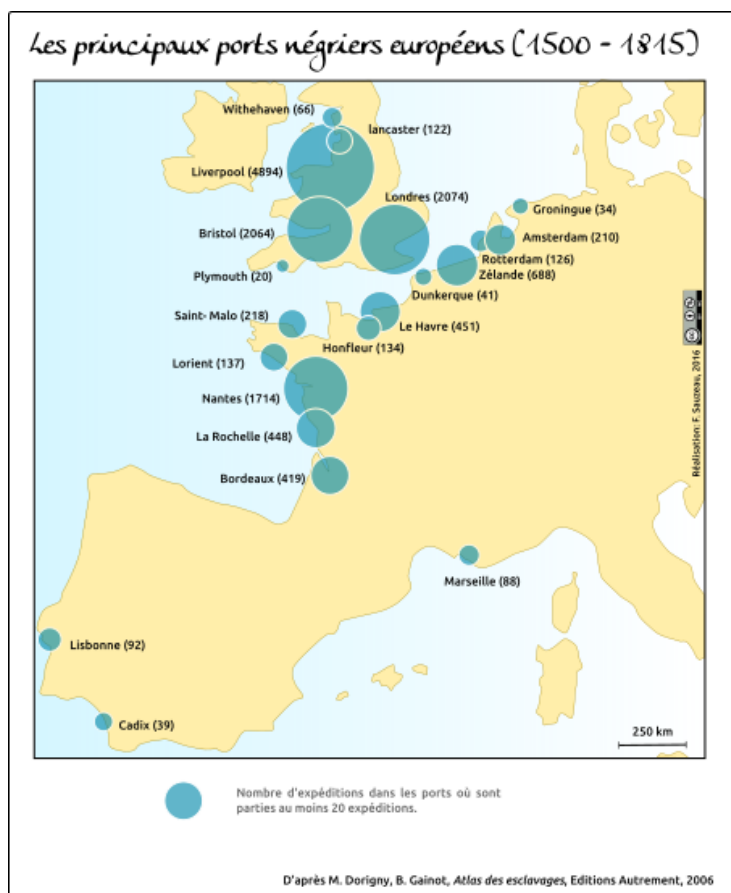 Les principaux ports négriers européens (1500 - 1815)
Withehaven (66)
lancaster (122)
Liverpool (4894)
Londres (2074)
Groningue (34)
Bristol (2064)
Amsterdam (210)
Rotterdam (126)
Plymouth (20)
Zélande (688)
Dunkerque (41)
Saint- Malo (218)
Le Havre (451)
Honfleur (134)
Lorient (137)
Nantes (1714)
La Rochelle (448)
Bordeaux (419)
Marseille (88)
Lisbonne (92)
Cadix (39)
250 km
Réalisation: F. Sauzeau, 2016
Nombre d'expéditions dans les ports où sont
parties au moins 20 expéditions.
D'après M. Dorigny, B. Gainot, Atlas des esclavages, Editions Autrement, 2006